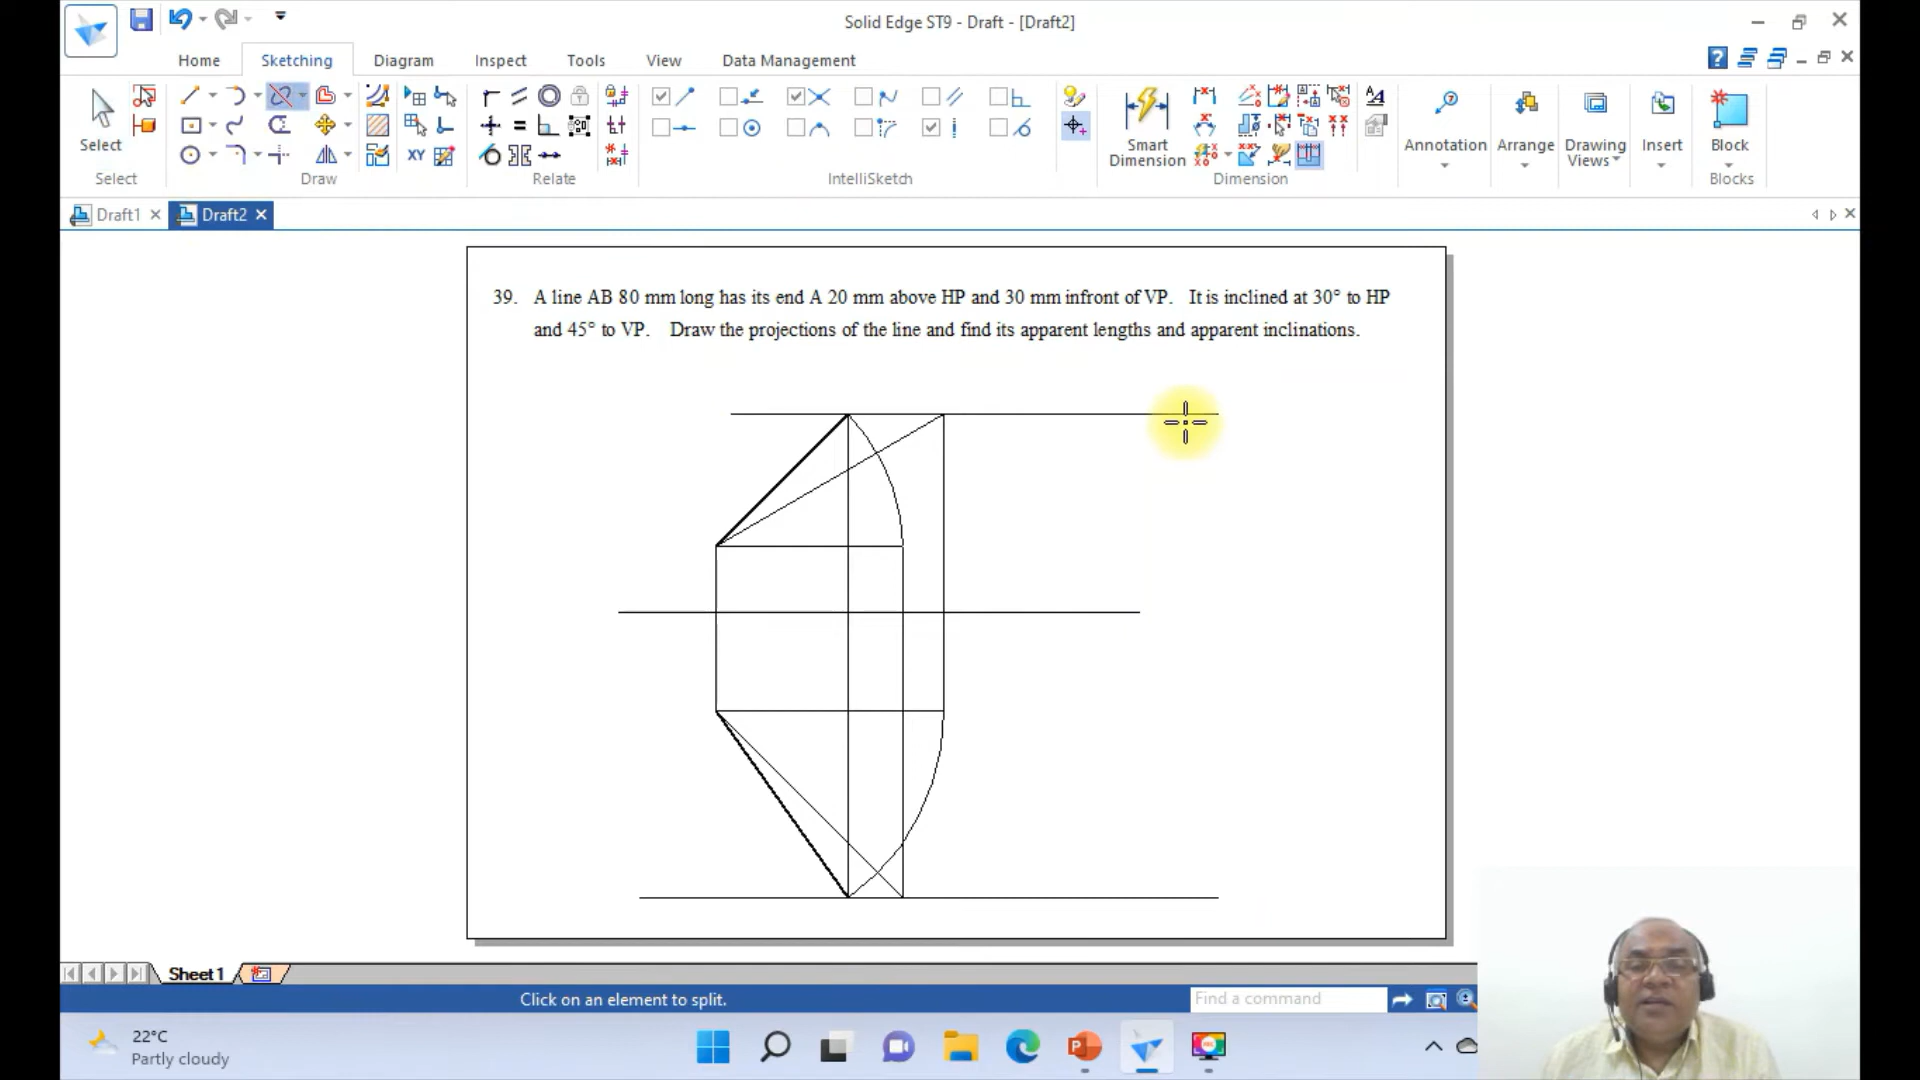 Solid Edge ST9 - Draft - [Draft2]
Home Sketching Diagram Inspect Tools View Data Management
Select
Smart Dimension
Annotation
Arrange
Drawing Views
Insert
Block
XY
Select Draw Relate IntelliSketch Dimension Blocks
Draft1 Draft2
39. A line AB 80 mm long has its end A 20 mm above HP and 30 mm infront of VP. It is inclined at 30° to HP
and 45° to VP. Draw the projections of the line and find its apparent lengths and apparent inclinations.
Sheet1
Click on an element to split.
Find a command
22°C
Partly cloudy